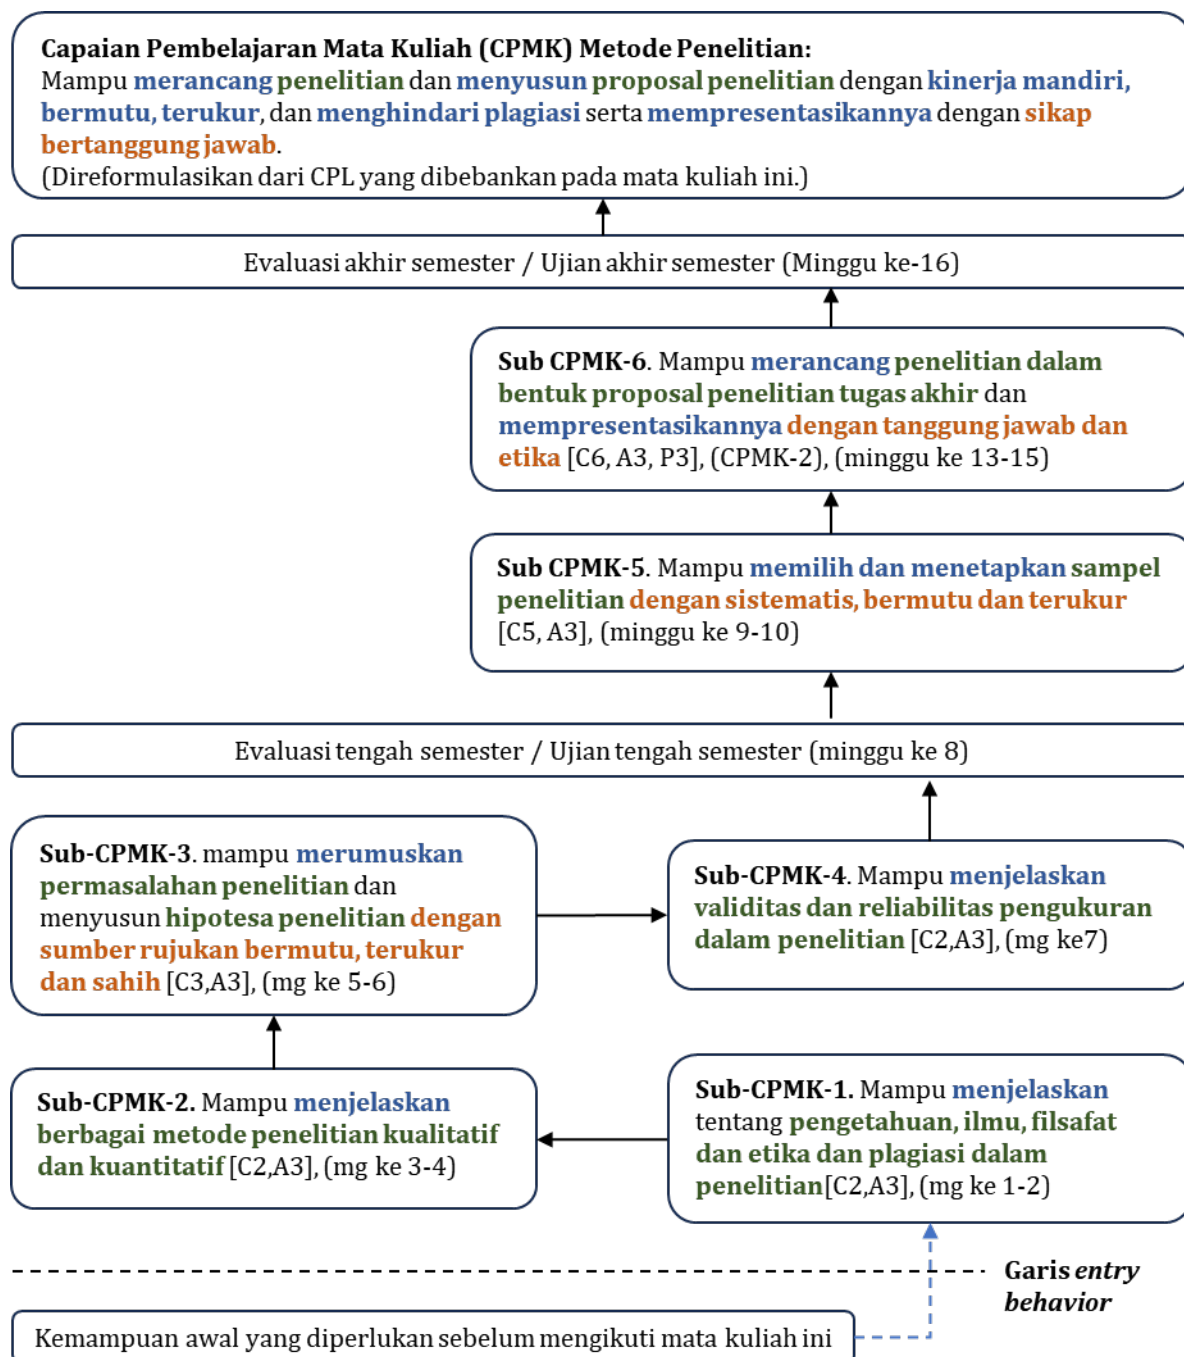 Capaian Pembelajaran Mata Kuliah (CPMK) Metode Penelitian:
Mampu merancang penelitian dan menyusun proposal penelitian dengan kinerja mandiri,
bermutu, terukur, dan menghindari plagiasi serta mempresentasikannya dengan sikap
bertanggung jawab.
(Direformulasikan dari CPL yang dibebankan pada mata kuliah ini.)
Evaluasi akhir semester / Ujian akhir semester (Minggu ke-16)
Sub CPMK-6. Mampu merancang penelitian dalam
bentuk proposal penelitian tugas akhir dan
mempresentasikannya dengan tanggung jawab dan
etika [C6, A3, P3], (CPMK-2), (minggu ke 13-15)
Sub CPMK-5. Mampu memilih dan menetapkan sampel
penelitian dengan sistematis, bermutu dan terukur
[C5, A3], (minggu ke 9-10)
Evaluasi tengah semester / Ujian tengah semester (minggu ke 8)
Sub-CPMK-3. mampu merumuskan
permasalahan penelitian dan
menyusun hipotesa penelitian dengan
sumber rujukan bermutu, terukur
dan sahih [C3,A3], (mg ke 5-6)
Sub-CPMK-4. Mampu menjelaskan
validitas dan reliabilitas pengukuran
dalam penelitian [C2,A3], (mg ke7)
Sub-CPMK-2. Mampu menjelaskan
berbagai metode penelitian kualitatif
dan kuantitatif [C2,A3], (mg ke 3-4)
Sub-CPMK-1. Mampu menjelaskan
tentang pengetahuan, ilmu, filsafat
dan etika dan plagiasi dalam
penelitian[C2,A3], (mg ke 1-2)
Garis entry
behavior
Kemampuan awal yang diperlukan sebelum mengikuti mata kuliah ini